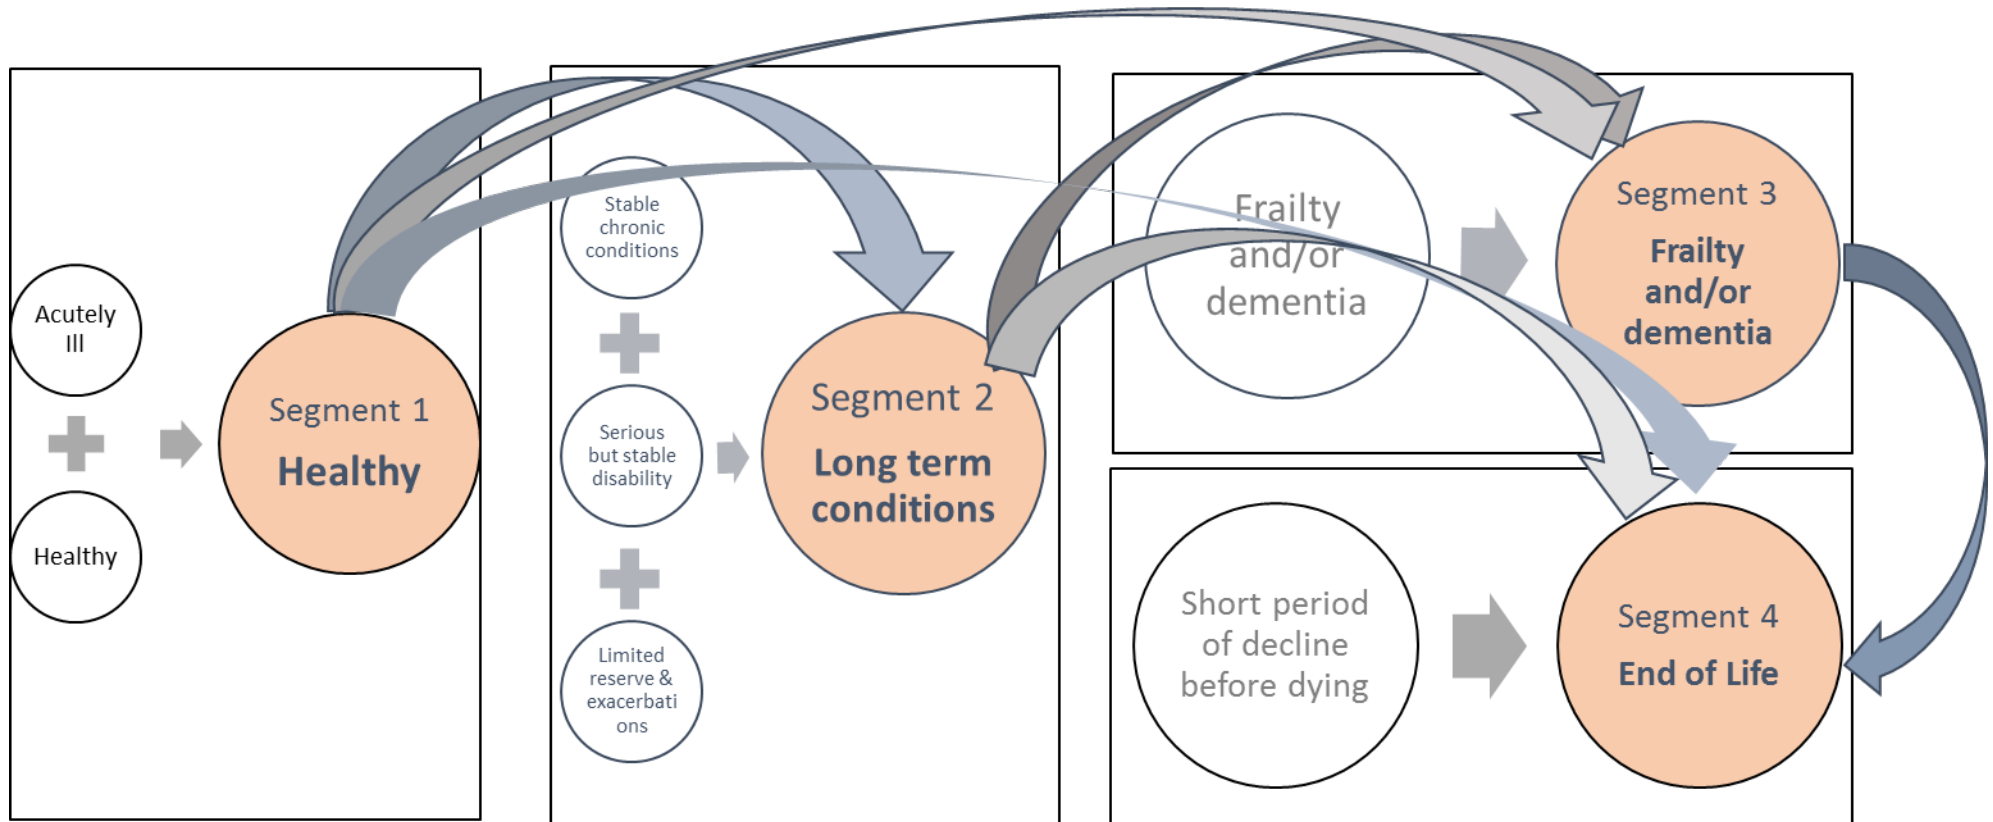 Acutely
Ill
Healthy
Segment 1
Healthy
Stable
chronic
conditions
Serious
but stable
disability
Limited
reserve &
exacerbati
ons
Segment 2
Long term
conditions
Frailty
and/or
dementia
Segment 3
Frailty
and/or
dementia
Short period
of decline
before dying
Segment 4
End of Life